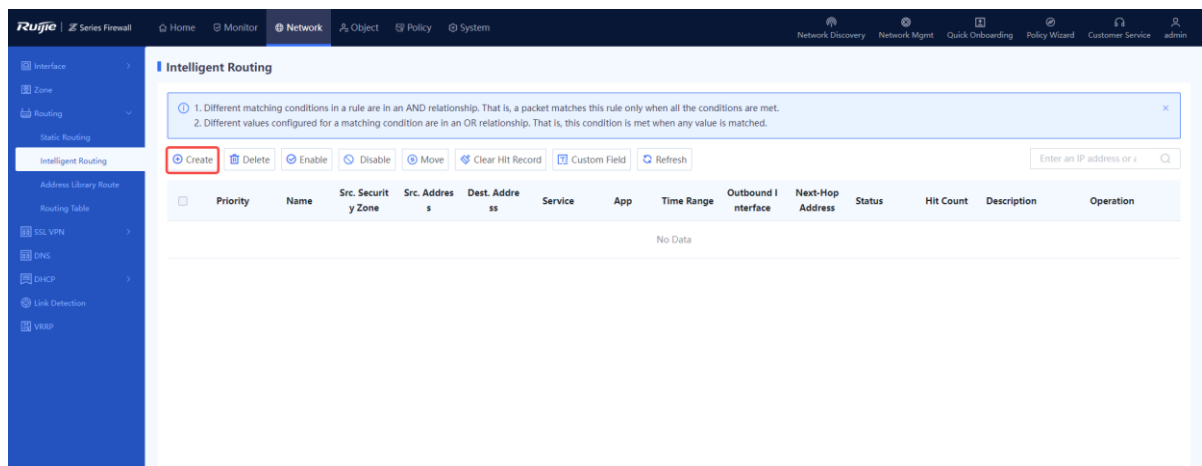 Ruijie | Z Series Firewall Home Monitor Network Object Policy System Network Discovery Network Mgmt Quick Onboarding Policy Wizard Customer Service admin
Interface
Zone
Routing
Static Routing
Intelligent Routing
Address Library Route
Routing Table
SSL VPN
DNS
DHCP
Link Detection
VRRP
Intelligent Routing
1. Different matching conditions in a rule are in an AND relationship. That is, a packet matches this rule only when all the conditions are met.
2. Different values configured for a matching condition are in an OR relationship. That is, this condition is met when any value is matched.
Create Delete Enable Disable Move Clear Hit Record Custom Field Refresh Enter an IP address or a
Priority Name Src. Securit y Zone Src. Addres s Dest. Addre ss Service App Time Range Outbound I nterface Next-Hop Address Status Hit Count Description Operation
No Data